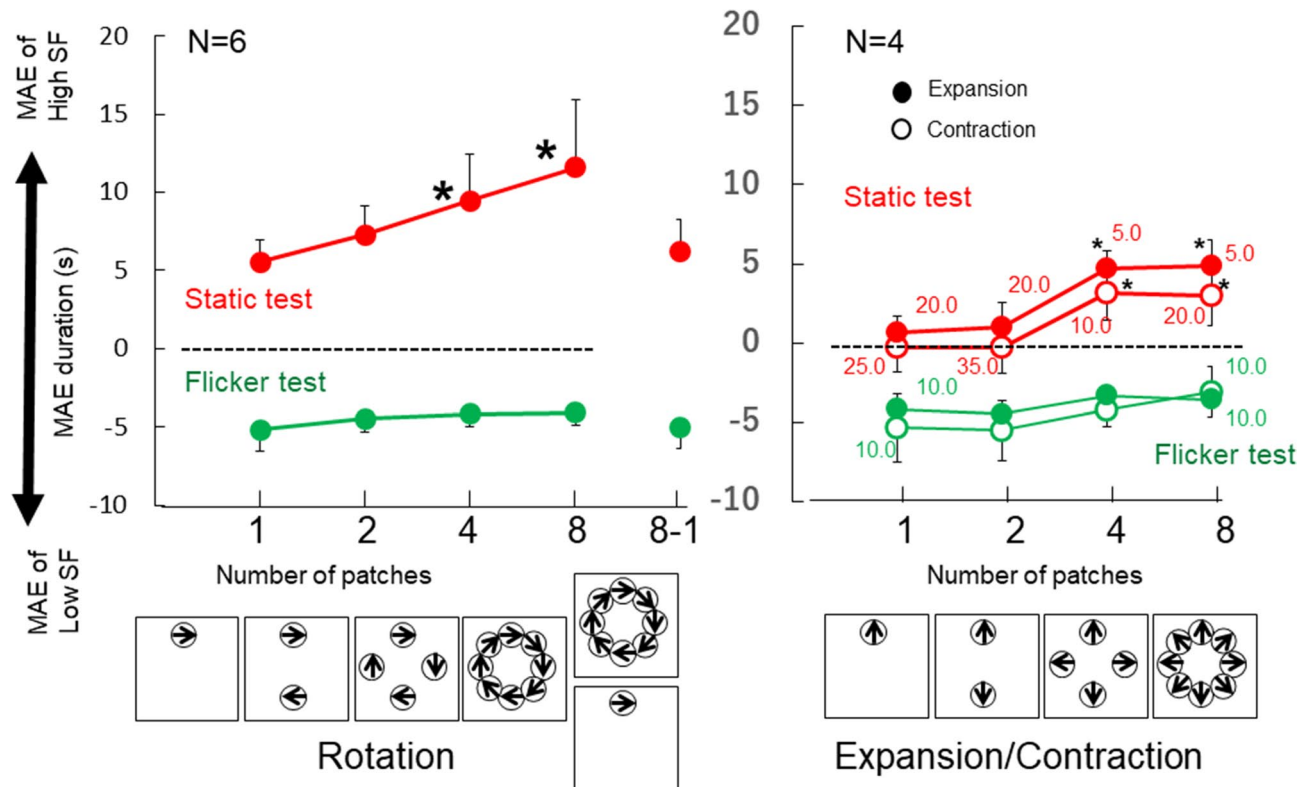 MAE of
High SF
MAE duration (s)
MAE of
Low SF
20
15
10
5
0
-5
-10
N=6
*
*
Static test
Flicker test
1 2 4 8 8-1
Number of patches
Rotation
20
15
10
5
0
-5
-10
N=4
Expansion
Contraction
Static test
* 5.0 * 5.0
20.0 20.0 * *
25.0 35.0 10.0 20.0
10.0 10.0
10.0 10.0
Flicker test
1 2 4 8
Number of patches
Expansion/Contraction